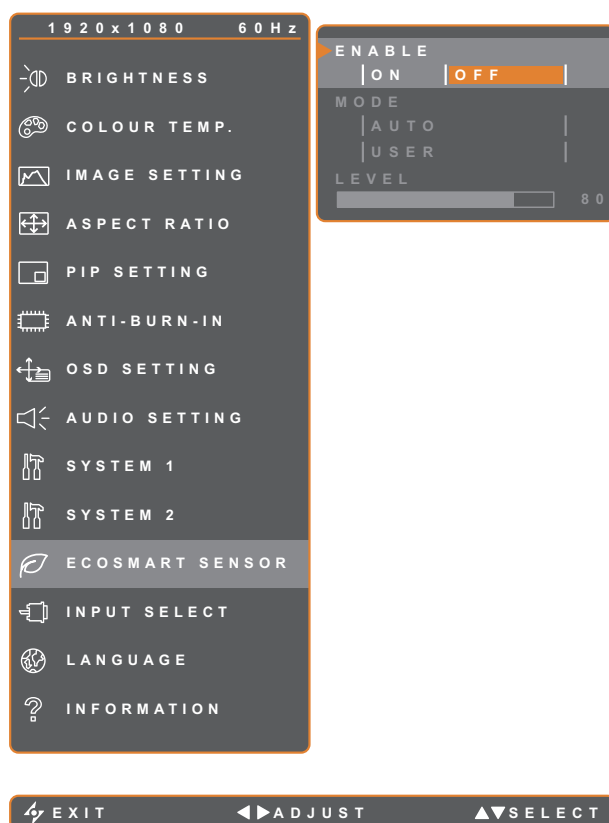 1920x1080 60Hz
BRIGHTNESS
COLOUR TEMP.
IMAGE SETTING
ASPECT RATIO
PIP SETTING
ANTI-BURN-IN
OSD SETTING
AUDIO SETTING
SYSTEM 1
SYSTEM 2
ECOSMART SENSOR
INPUT SELECT
LANGUAGE
INFORMATION
ENABLE
ON OFF
MODE
AUTO
USER
LEVEL
80
EXIT ADJUST SELECT